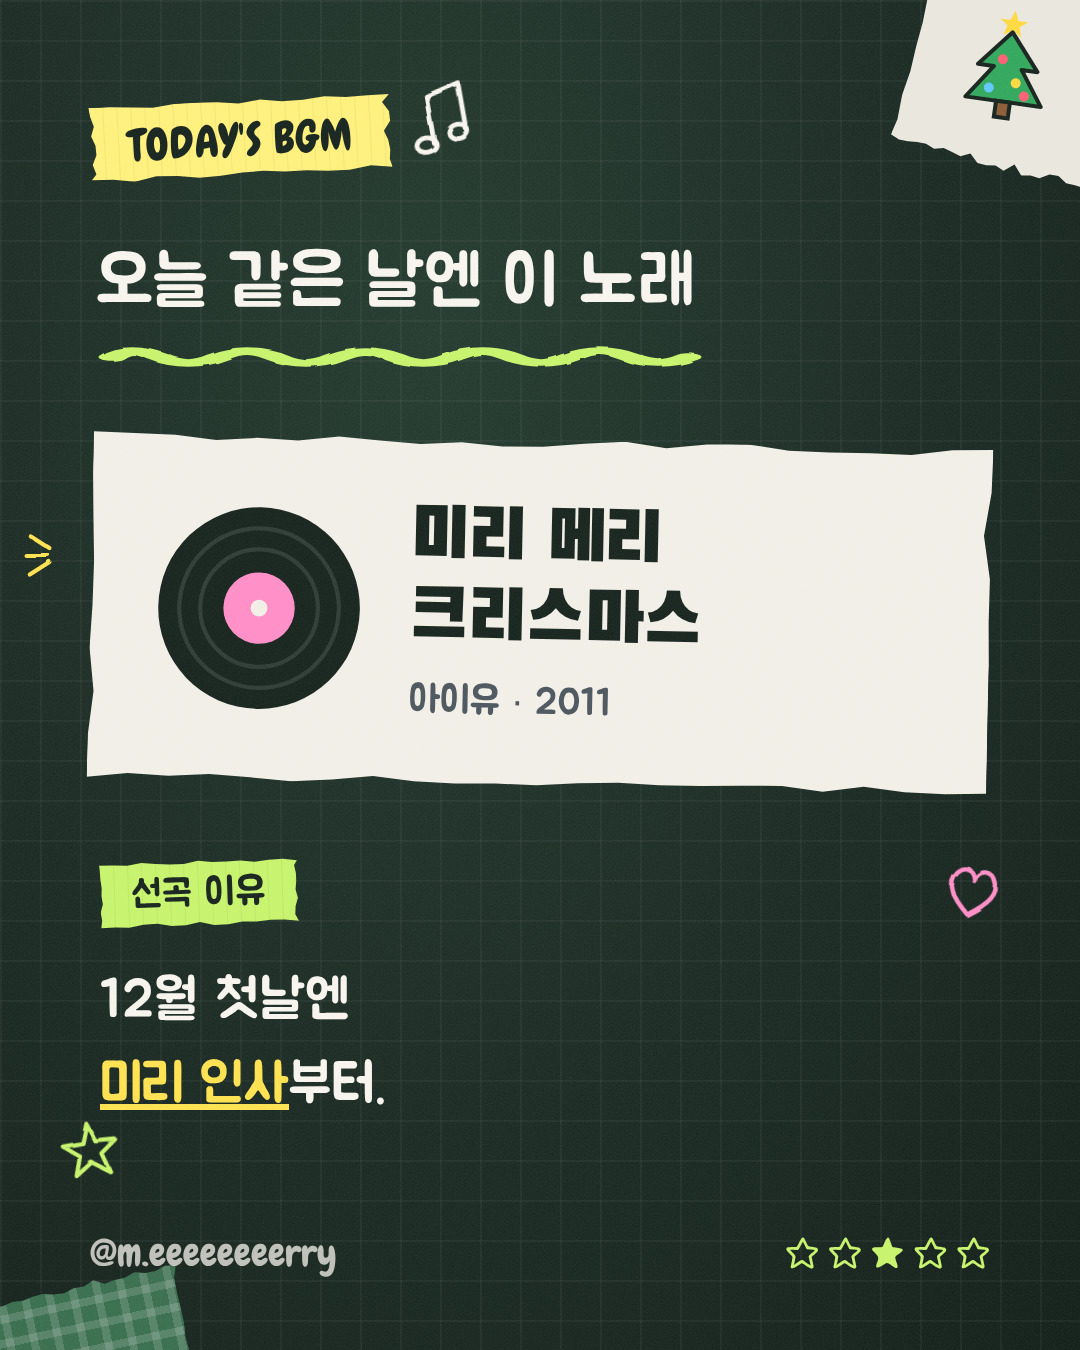 TODAY'S BGM
오늘 같은 날엔 이 노래
미리 메리
크리스마스
아이유 · 2011
선곡 이유
12월 첫날엔
미리 인사부터.
@m.eeeeeeeerry